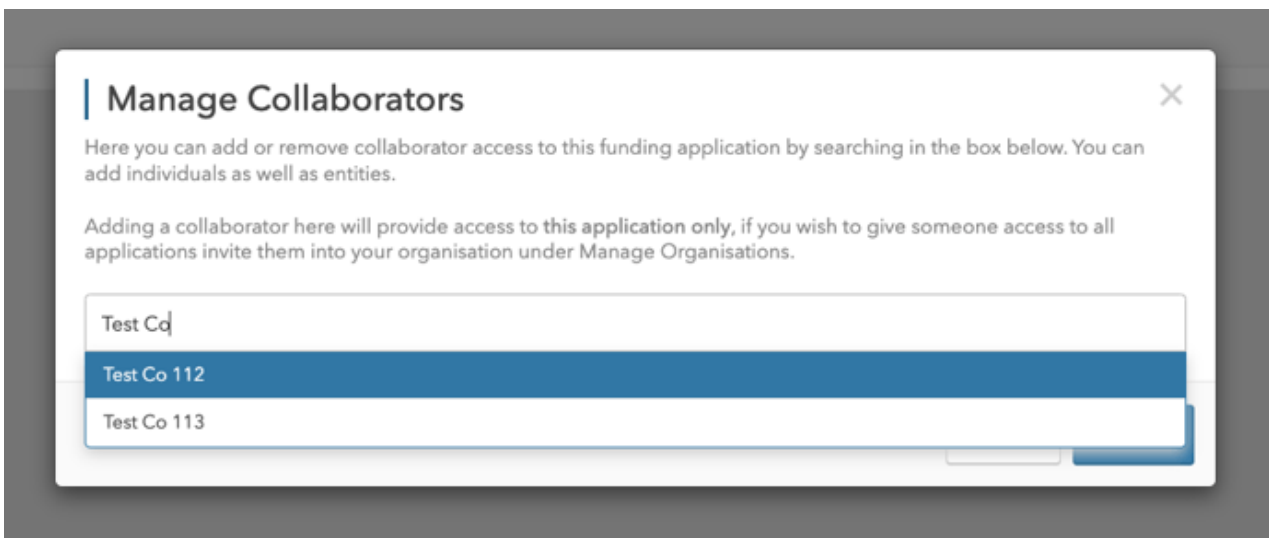 Manage Collaborators
Here you can add or remove collaborator access to this funding application by searching in the box below. You can
add individuals as well as entities.
Adding a collaborator here will provide access to this application only, if you wish to give someone access to all
applications invite them into your organisation under Manage Organisations.
Test Co
Test Co 112
Test Co 113